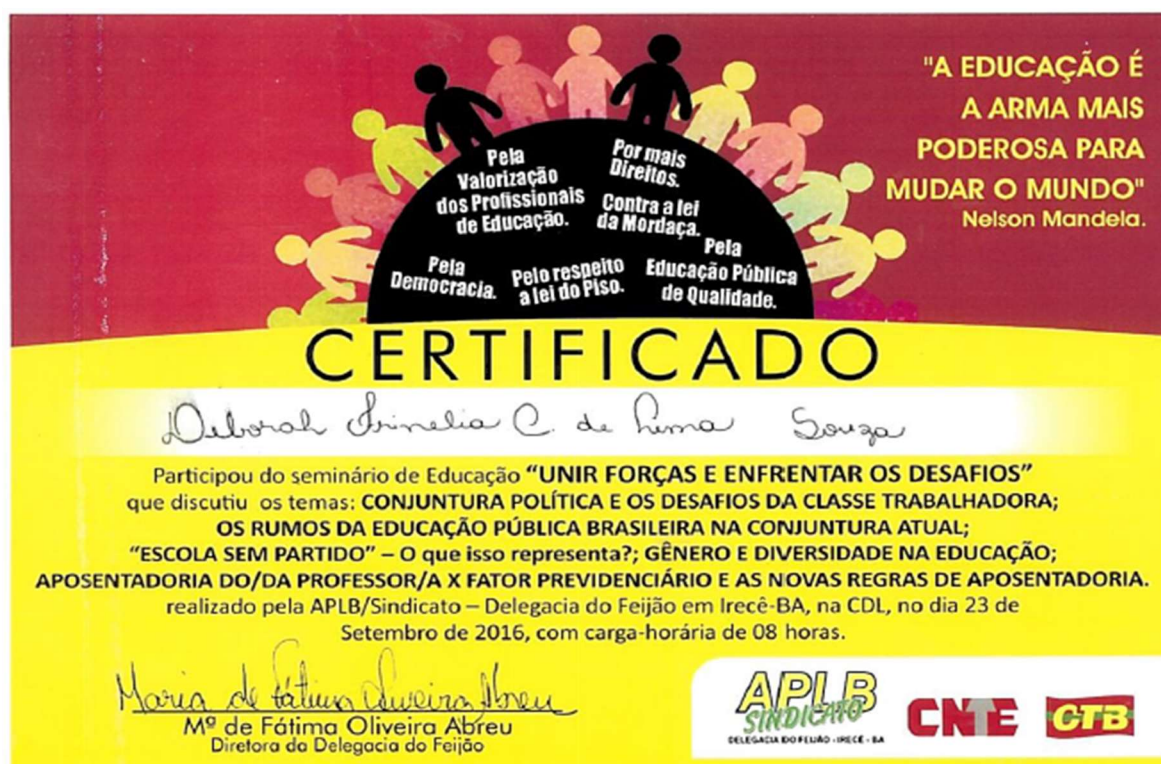 "A EDUCAÇÃO É
A ARMA MAIS
PODEROSA PARA
MUDAR O MUNDO"
Nelson Mandela.
Pela
Valorização
dos Profissionais
de Educação.
Por mais
Direitos.
Contra a lei
da Mordaça.
Pela
Democracia.
Pelo respeito
a lei do Piso.
Pela
Educação Pública
de Qualidade.
CERTIFICADO
Deborah Irinelia C. de Lima Souza
Participou do seminário de Educação “UNIR FORÇAS E ENFRENTAR OS DESAFIOS”
que discutiu os temas: CONJUNTURA POLÍTICA E OS DESAFIOS DA CLASSE TRABALHADORA;
OS RUMOS DA EDUCAÇÃO PÚBLICA BRASILEIRA NA CONJUNTURA ATUAL;
“ESCOLA SEM PARTIDO” – O que isso representa?; GÊNERO E DIVERSIDADE NA EDUCAÇÃO;
APOSENTADORIA DO/DA PROFESSOR/A X FATOR PREVIDENCIÁRIO E AS NOVAS REGRAS DE APOSENTADORIA.
realizado pela APLB/Sindicato – Delegacia do Feijão em Irecê-BA, na CDL, no dia 23 de
Setembro de 2016, com carga-horária de 08 horas.
Maria de Fátima Oliveira Abreu
Mº de Fátima Oliveira Abreu
Diretora da Delegacia do Feijão
APLB
SINDICATO
DELEGACIA DO FEIJÃO - IRECÊ - BA
CNTE
CTB